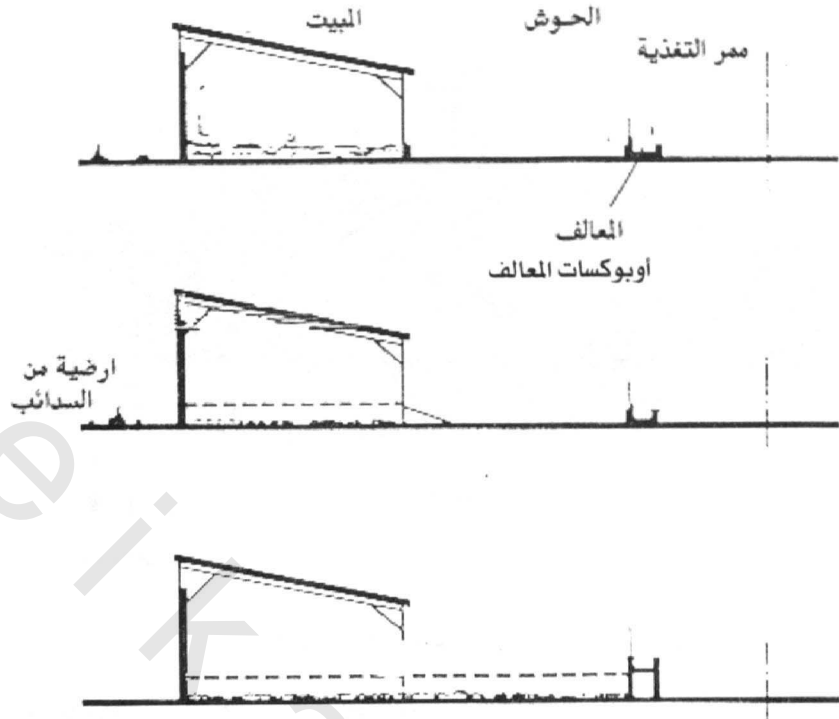 المبيت
الحوش
ممر التغذية
المعالف
أوبوكسات المعالف
ارضية من
السدائب
e i k